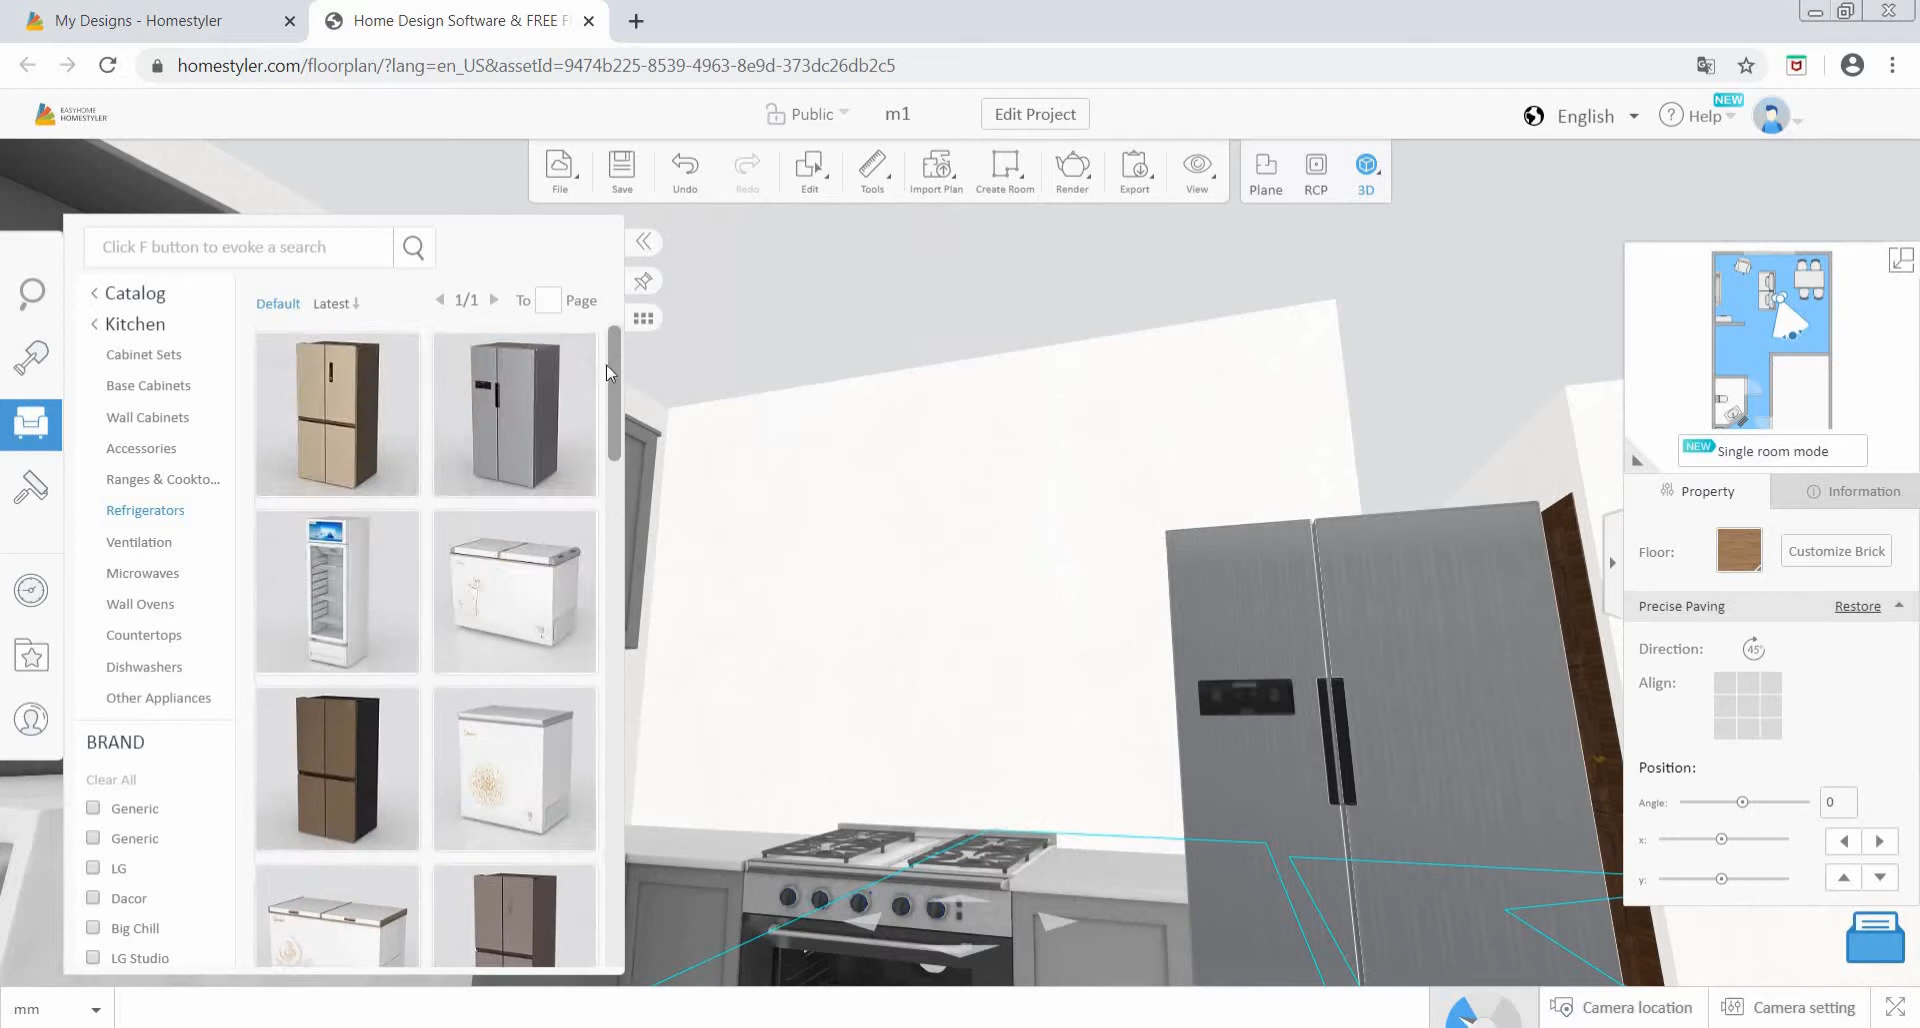 My Designs - Homestyler
Home Design Software & FREE F
homestyler.com/floorplan/?lang=en_US&assetId=9474b225-8539-4963-8e9d-373dc26db2c5
EASYHOME
HOMESTYLER
Public
m1
Edit Project
English
Help
NEW
File
Save
Undo
Redo
Edit
Tools
Import Plan
Create Room
Render
Export
View
Plane
RCP
3D
Click F button to evoke a search
Catalog
Kitchen
Cabinet Sets
Base Cabinets
Wall Cabinets
Accessories
Ranges & Cookto...
Refrigerators
Ventilation
Microwaves
Wall Ovens
Countertops
Dishwashers
Other Appliances
BRAND
Clear All
Generic
Generic
LG
Dacor
Big Chill
LG Studio
Default
Latest
1/1
To
Page
NEW
Single room mode
Property
Information
Floor:
Customize Brick
Precise Paving
Restore
Direction:
45°
Align:
Position:
Angle:
0
x:
y:
mm
Camera location
Camera setting